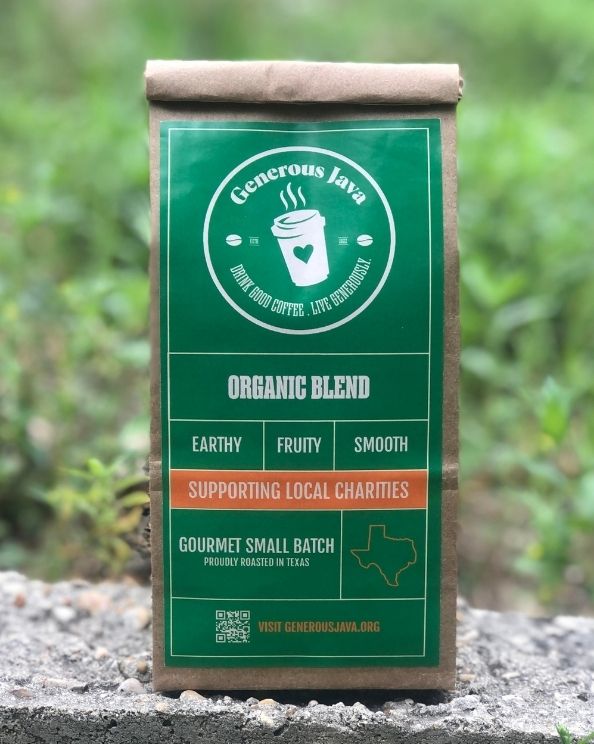 Generous Java
DRINK GOOD COFFEE . LIVE GENEROUSLY.
ORGANIC BLEND
EARTHY FRUITY SMOOTH
SUPPORTING LOCAL CHARITIES
GOURMET SMALL BATCH
PROUDLY ROASTED IN TEXAS
VISIT GENEROUSJAVA.ORG